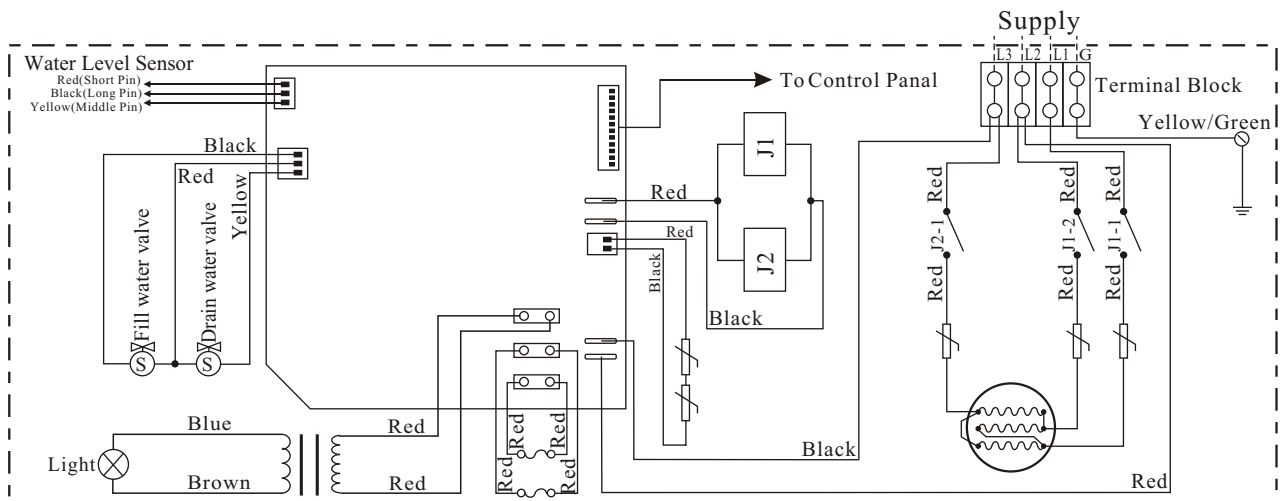 Supply
L3 L2 L1 G
Terminal Block
Yellow/Green
Water Level Sensor
Red(Short Pin)
Black(Long Pin)
Yellow(Middle Pin)
To Control Panel
Black
Red
Yellow
Fill water valve
Drain water valve
S
S
Red
J1
J2
Red
Black
Black
Red
Red
Red
J2-1
J1-2
J1-1
Red
Red
Red
Blue
Brown
Light
Red
Red
Red
Red
Red
Red
Black
Red